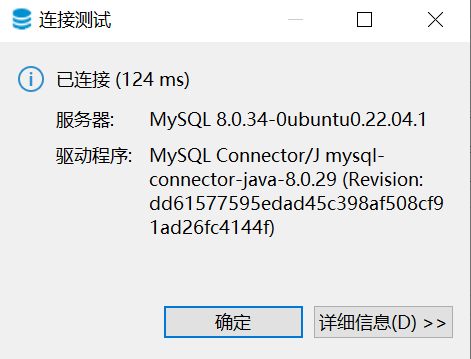 连接测试
已连接 (124 ms)
服务器: MySQL 8.0.34-0ubuntu0.22.04.1
驱动程序: MySQL Connector/J mysql-
connector-java-8.0.29 (Revision:
dd61577595edad45c398af508cf9
1ad26fc4144f)
确定 详细信息(D) >>